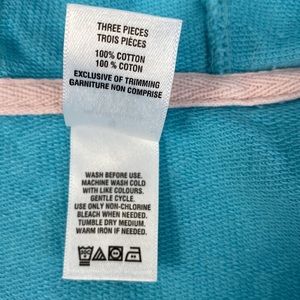 THREE PIECES
TROIS PIÈCES
100% COTTON
100 % COTON
EXCLUSIVE OF TRIMMING
GARNITURE NON COMPRISE
WASH BEFORE USE.
MACHINE WASH COLD
WITH LIKE COLOURS.
GENTLE CYCLE.
USE ONLY NON-CHLORINE
BLEACH WHEN NEEDED.
TUMBLE DRY MEDIUM.
WARM IRON IF NEEDED.